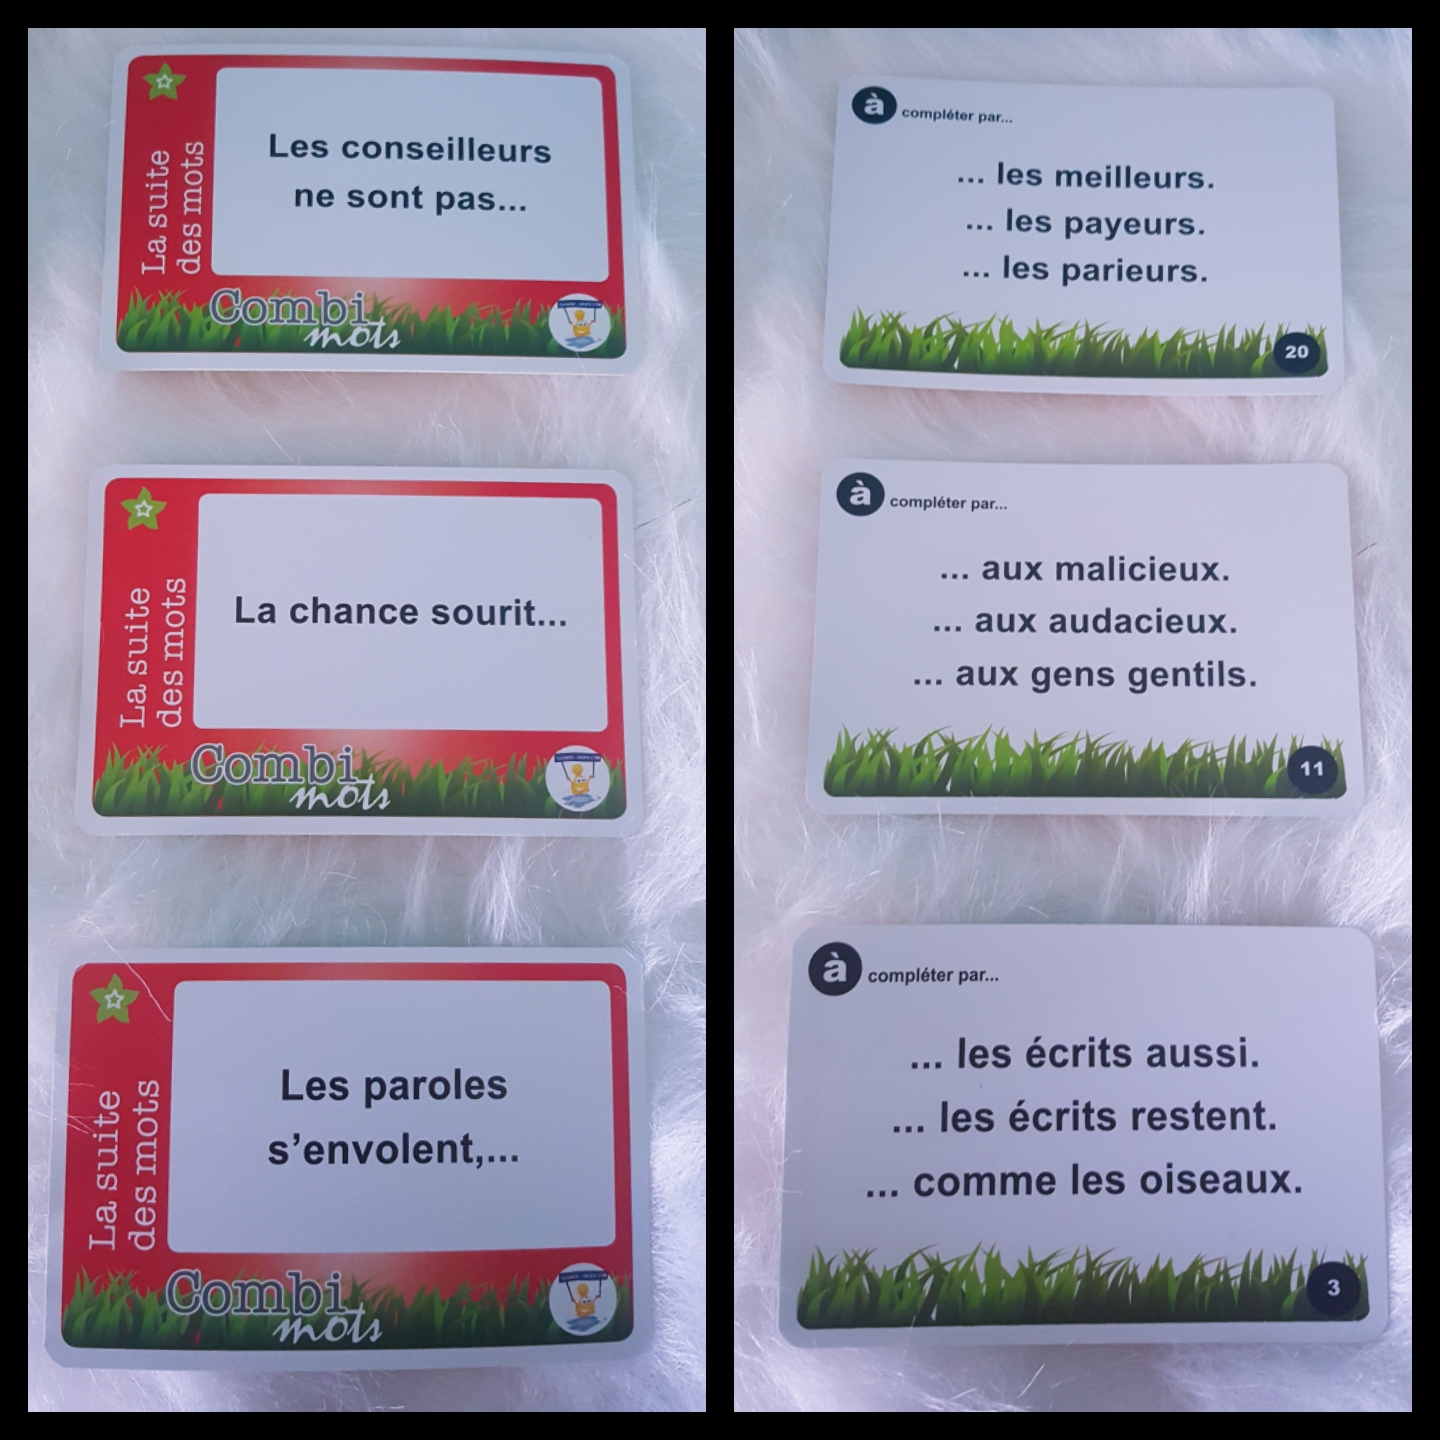 La suite
des mots
Les conseilleurs
ne sont pas...
Combi
mots
à compléter par...
... les meilleurs.
... les payeurs.
... les parieurs.
20
La suite
des mots
La chance sourit...
Combi
mots
à compléter par...
... aux malicieux.
... aux audacieux.
... aux gens gentils.
11
La suite
des mots
Les paroles
s’envolent,...
Combi
mots
à compléter par...
... les écrits aussi.
... les écrits restent.
... comme les oiseaux.
3